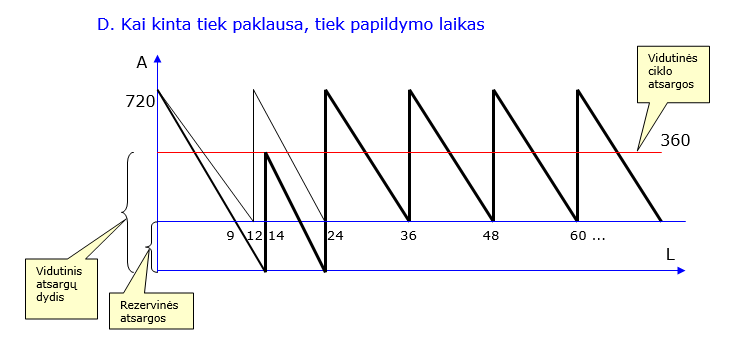 D. Kai kinta tiek paklausa, tiek papildymo laikas
A
Vidutinės
ciklo
atsargos
720
360
9 12 14 24 36 48 60 ...
L
Vidutinis
atsargų
dydis
Rezervinės
atsargos